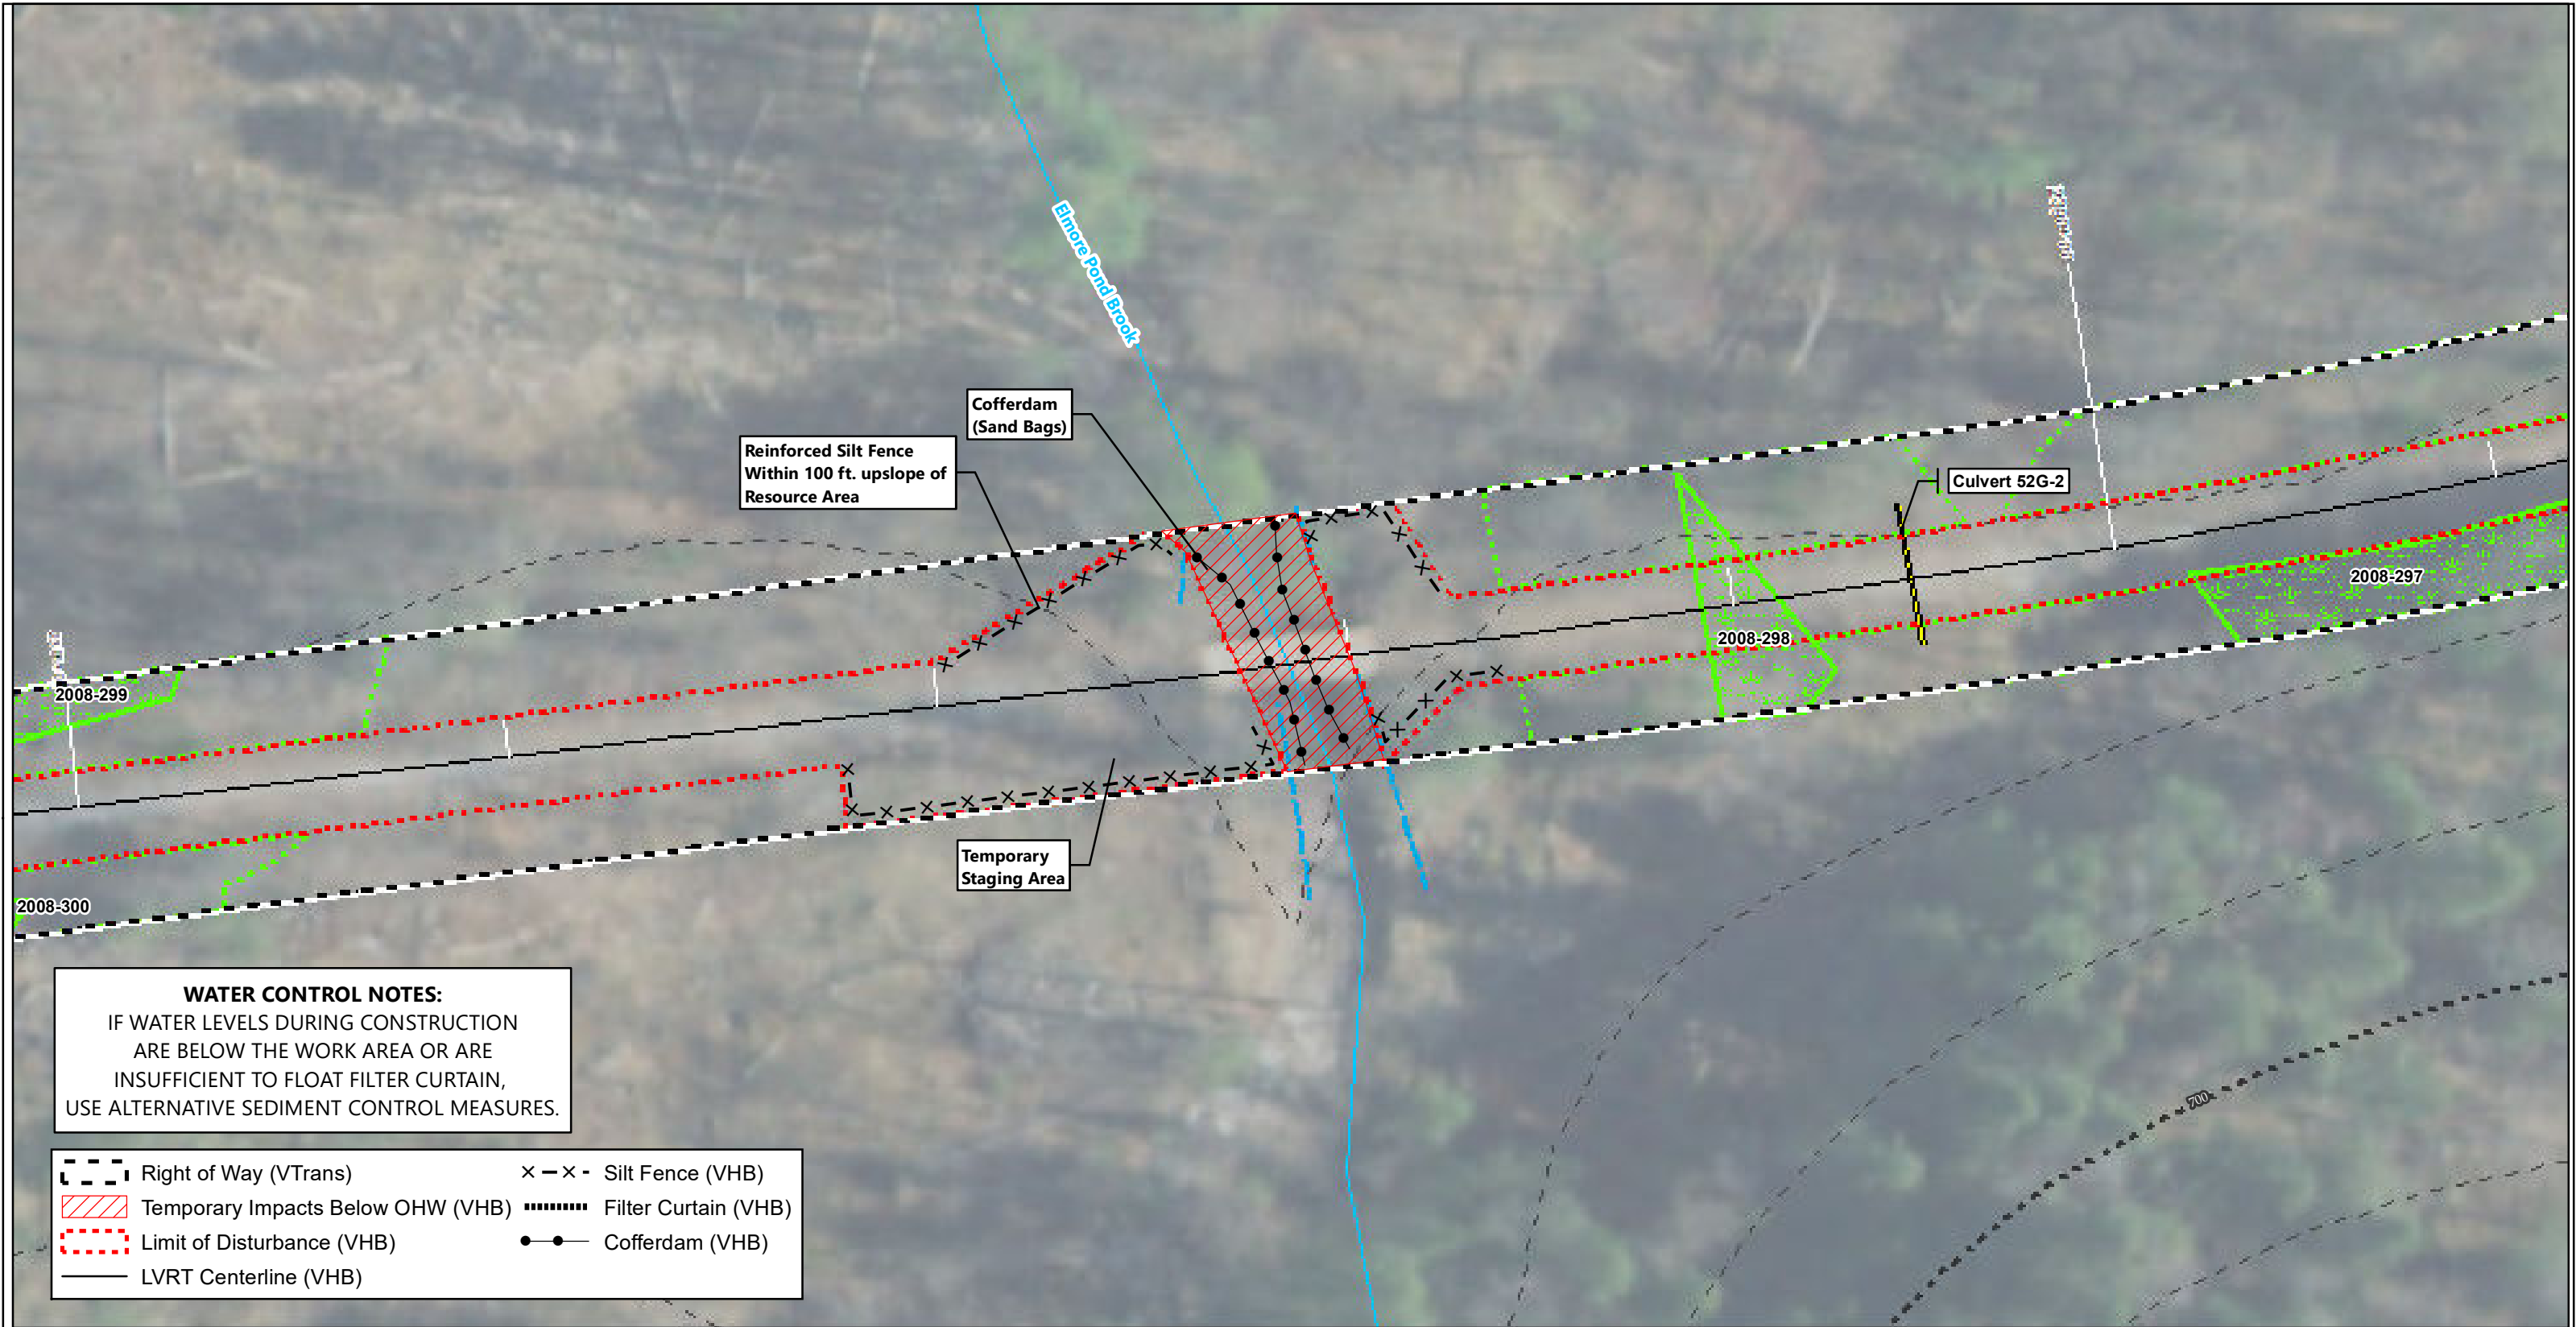 Elmore Pond Brook
Cofferdam
(Sand Bags)
Reinforced Silt Fence
Within 100 ft. upslope of
Resource Area
Culvert 52G-2
2008-297
2008-298
2008-299
Temporary
Staging Area
2008-300
700
WATER CONTROL NOTES:
IF WATER LEVELS DURING CONSTRUCTION
ARE BELOW THE WORK AREA OR ARE
INSUFFICIENT TO FLOAT FILTER CURTAIN,
USE ALTERNATIVE SEDIMENT CONTROL MEASURES.
Right of Way (VTrans)
Temporary Impacts Below OHW (VHB)
Limit of Disturbance (VHB)
LVRT Centerline (VHB)
Silt Fence (VHB)
Filter Curtain (VHB)
Cofferdam (VHB)